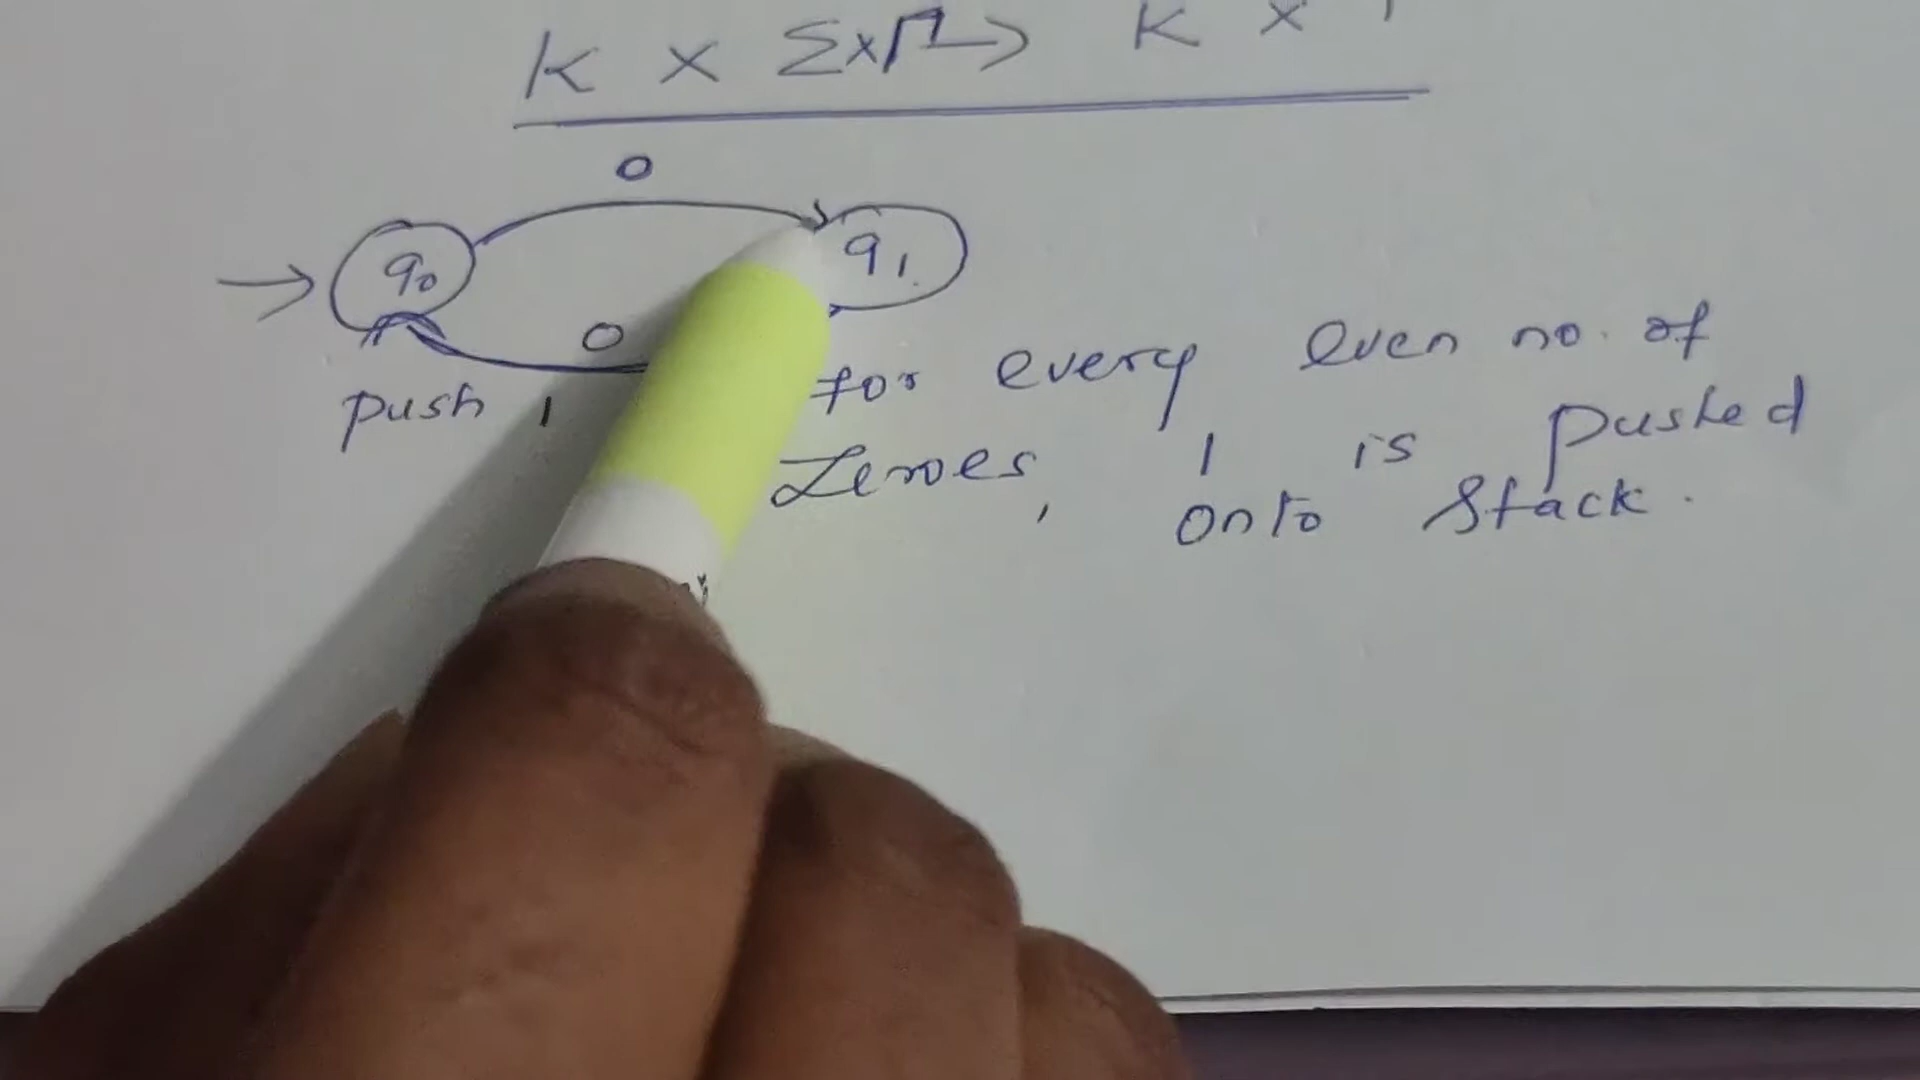 K × Σ×Γ → K ×
0
q0
q1
0
push 1
for every even no. of
Zeroes, 1 is pushed
onto stack.